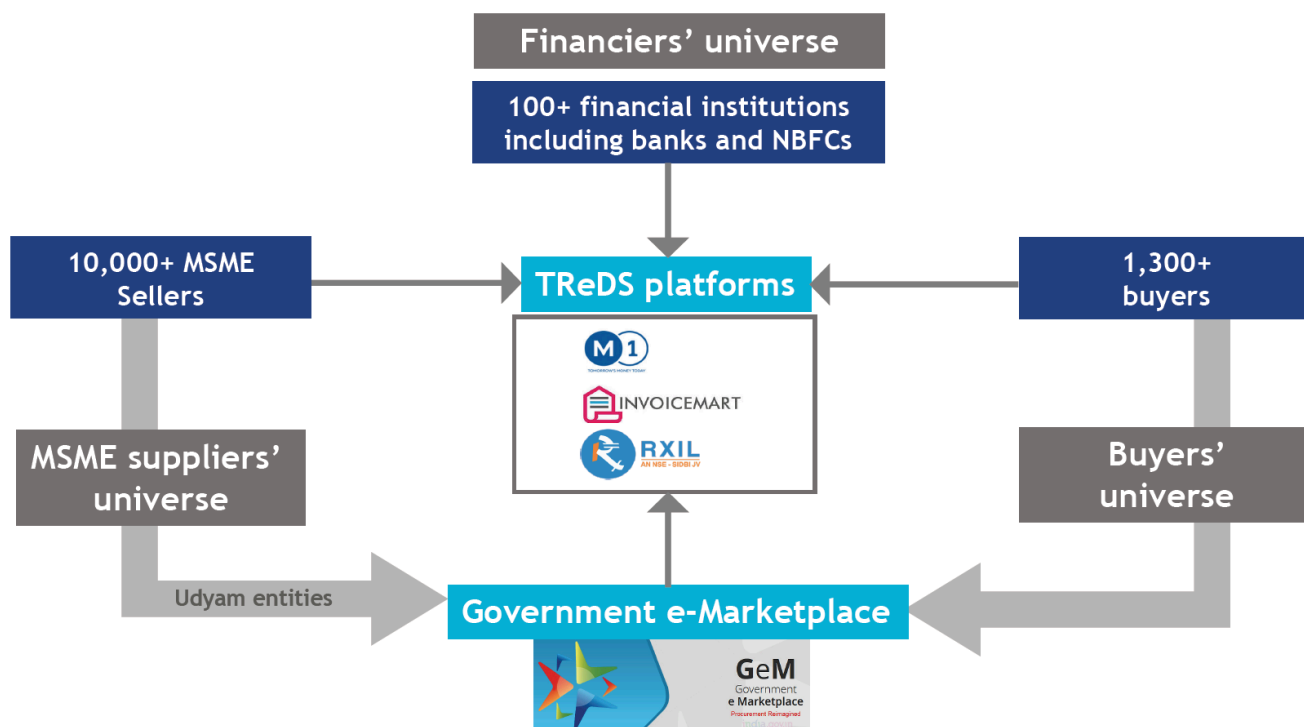 Financiers’ universe
100+ financial institutions
including banks and NBFCs
10,000+ MSME
Sellers
TReDS platforms
1,300+
buyers
M 1
TOMORROW'S MONEY TODAY
INVOICEMART
RXIL
AN NSE - SIDBI JV
MSME suppliers’
universe
Buyers’
universe
Udyam entities
Government e-Marketplace
GeM
Government
e Marketplace
Procurement Reimagined